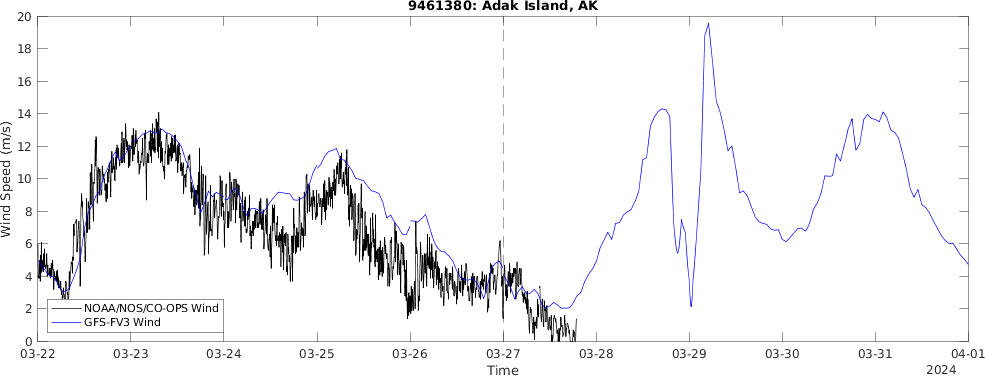 9461380: Adak Island, AK
Wind Speed (m/s)
20
18
16
14
12
10
8
6
4
2
0
NOAA/NOS/CO-OPS Wind
GFS-FV3 Wind
03-22 03-23 03-24 03-25 03-26 03-27 03-28 03-29 03-30 03-31 04-01
Time
2024